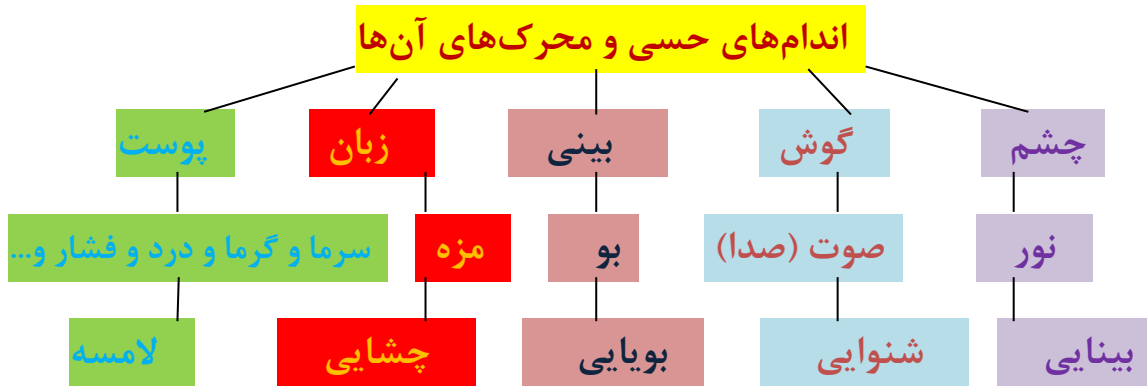 اندام‌های حسی و محرک‌های آن‌ها
چشم گوش بینی زبان پوست
نور صوت (صدا) بو مزه سرما و گرما و درد و فشار و...
بینایی شنوایی بویایی چشایی لامسه